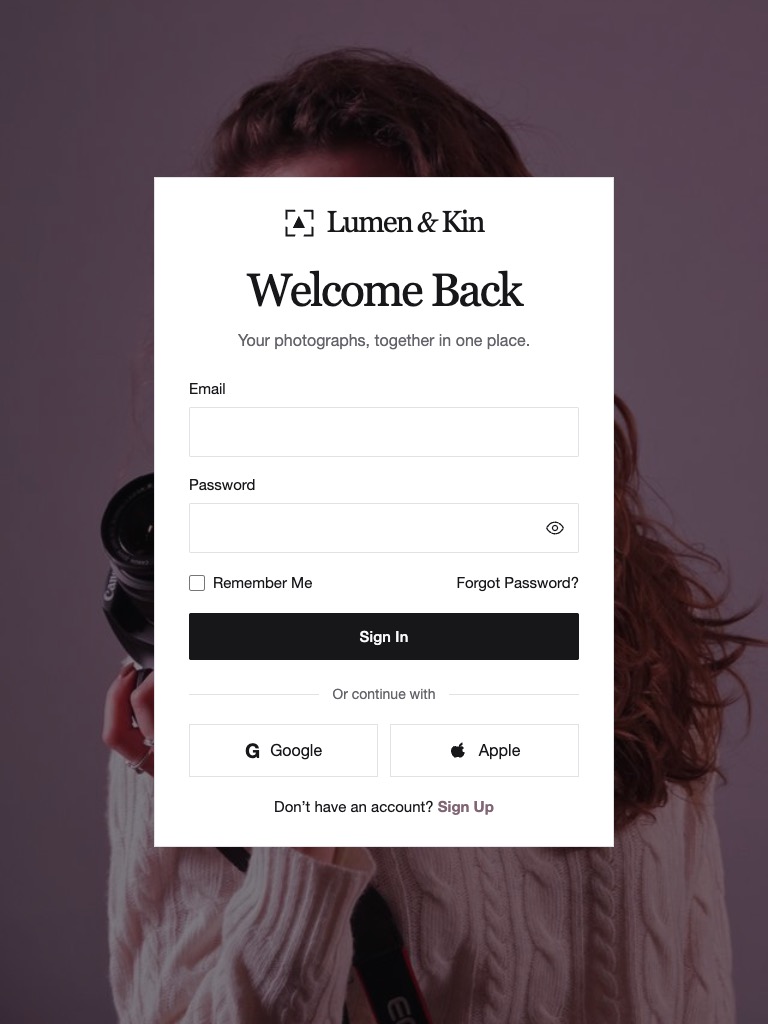 Lumen & Kin
Welcome Back
Your photographs, together in one place.
Email
Password
Remember Me
Forgot Password?
Sign In
Or continue with
G Google
Apple
Don’t have an account? Sign Up